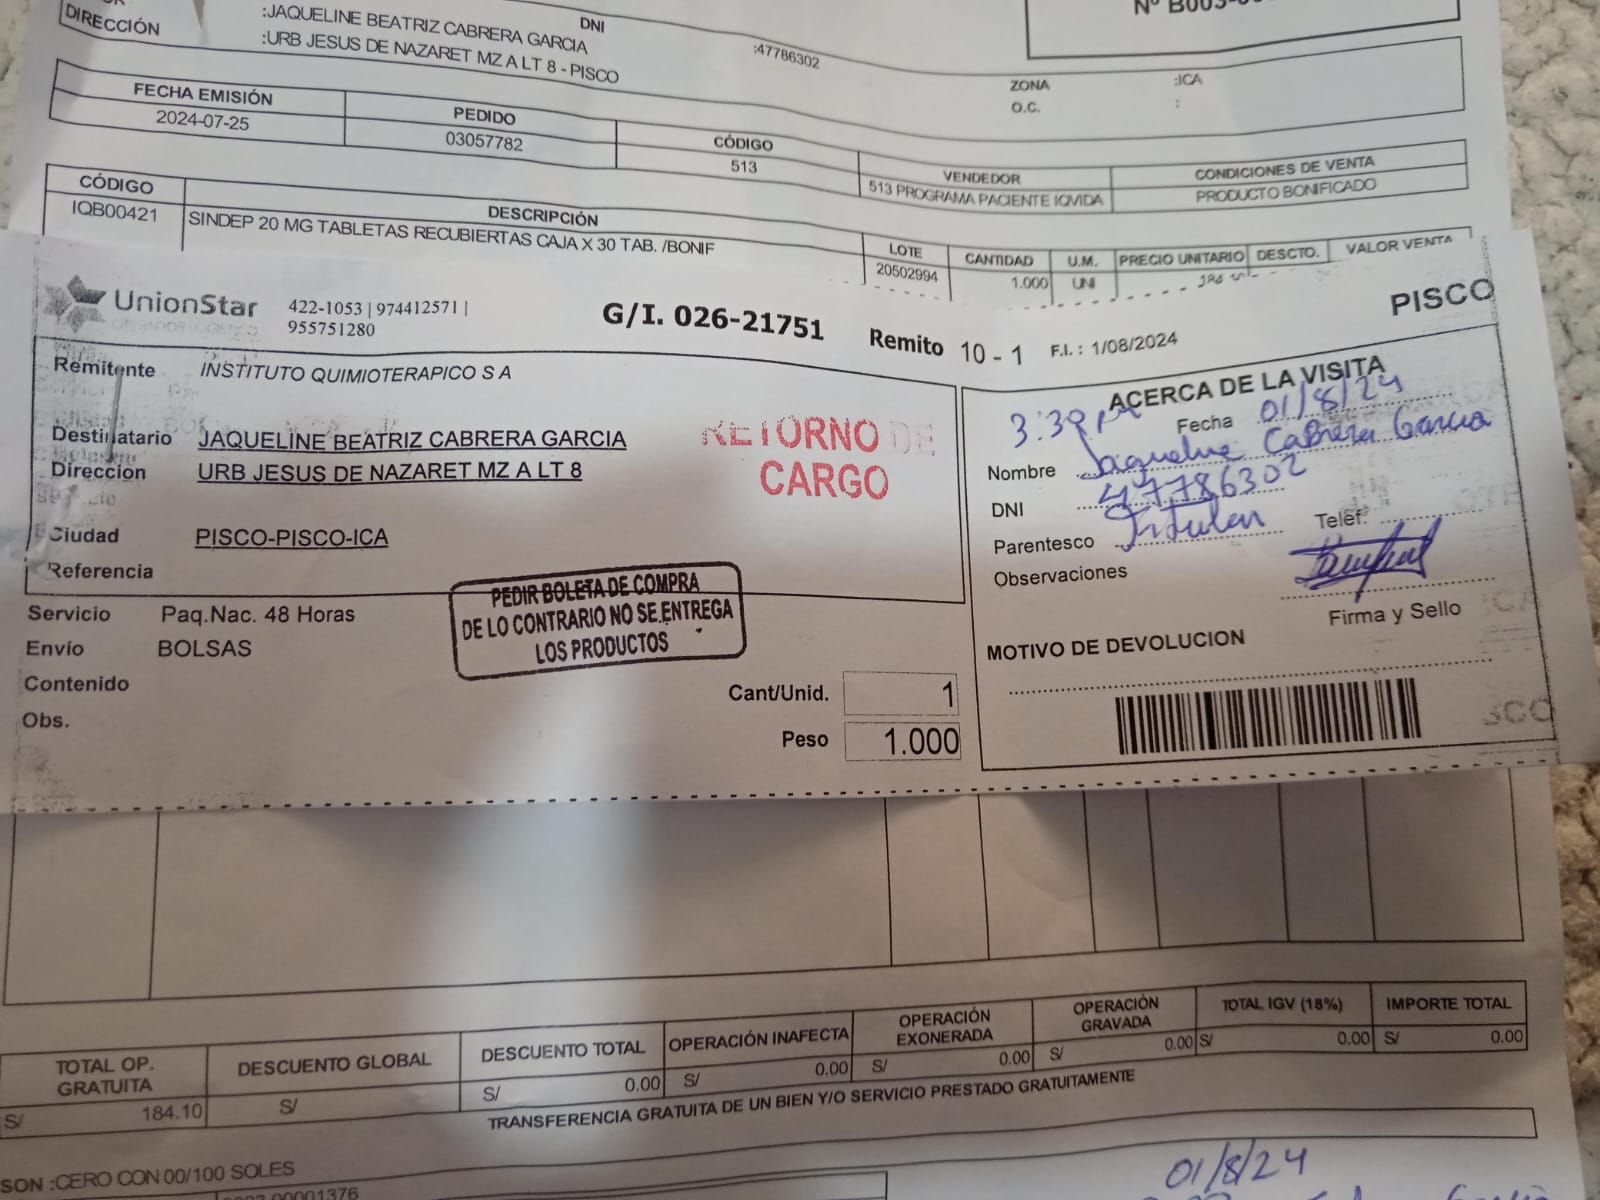 DIRECCIÓN
:JAQUELINE BEATRIZ CABRERA GARCIA
:URB JESUS DE NAZARET MZ A LT 8 - PISCO
DNI :47786302
Nº B003-
ZONA :ICA
O.C. :
FECHA EMISIÓN PEDIDO CÓDIGO VENDEDOR CONDICIONES DE VENTA
2024-07-25 03057782 513 513 PROGRAMA PACIENTE IQVIDA PRODUCTO BONIFICADO
CÓDIGO DESCRIPCIÓN LOTE CANTIDAD U.M. PRECIO UNITARIO DESCTO. VALOR VENTA
IQB00421 SINDEP 20 MG TABLETAS RECUBIERTAS CAJA X 30 TAB. /BONIF 20502994 1.000 UNI
UnionStar
OPERADOR LOGISTICO
422-1053 | 974412571 |
955751280
G/I. 026-21751
Remito 10 - 1 F.I. : 1/08/2024
PISCO
Remitente INSTITUTO QUIMIOTERAPICO S A
Destinatario JAQUELINE BEATRIZ CABRERA GARCIA
Direccion URB JESUS DE NAZARET MZ A LT 8
Ciudad PISCO-PISCO-ICA
Referencia
RETORNO DE
CARGO
Servicio Paq.Nac. 48 Horas
Envío BOLSAS
Contenido
Obs.
PEDIR BOLETA DE COMPRA
DE LO CONTRARIO NO SE ENTREGA
LOS PRODUCTOS
Cant/Unid. 1
Peso 1.000
ACERCA DE LA VISITA
3:30 pm Fecha 01/8/24
Nombre Jaqueline Cabrera Garcia
DNI 47786302
Parentesco Titular Teléf.
Observaciones
Firma y Sello
MOTIVO DE DEVOLUCION
TOTAL OP. GRATUITA DESCUENTO GLOBAL DESCUENTO TOTAL OPERACIÓN INAFECTA OPERACIÓN EXONERADA OPERACIÓN GRAVADA TOTAL IGV (18%) IMPORTE TOTAL
S/ 184.10 S/ S/ 0.00 S/ 0.00 S/ 0.00 S/ 0.00 S/ 0.00 S/ 0.00
TRANSFERENCIA GRATUITA DE UN BIEN Y/O SERVICIO PRESTADO GRATUITAMENTE
SON :CERO CON 00/100 SOLES
01/8/24